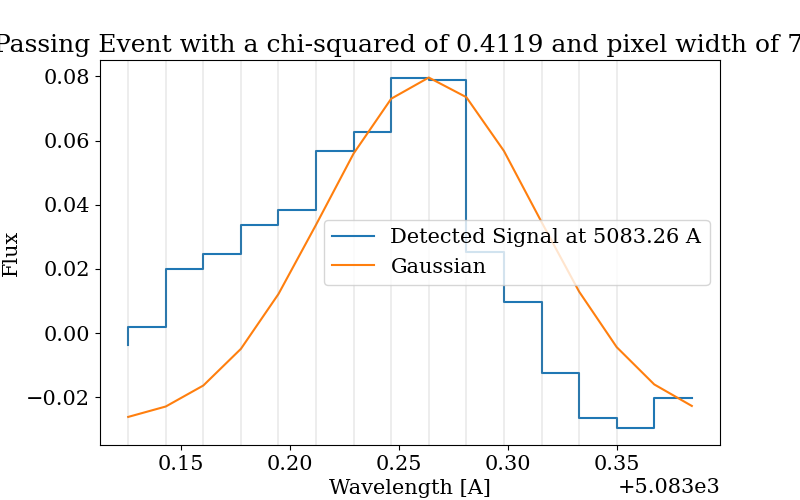 Passing Event with a chi-squared of 0.4119 and pixel width of 7
0.08
0.06
0.04
0.02
0.00
−0.02
Flux
Detected Signal at 5083.26 A
Gaussian
0.15 0.20 0.25 0.30 0.35
Wavelength [A]
+5.083e3